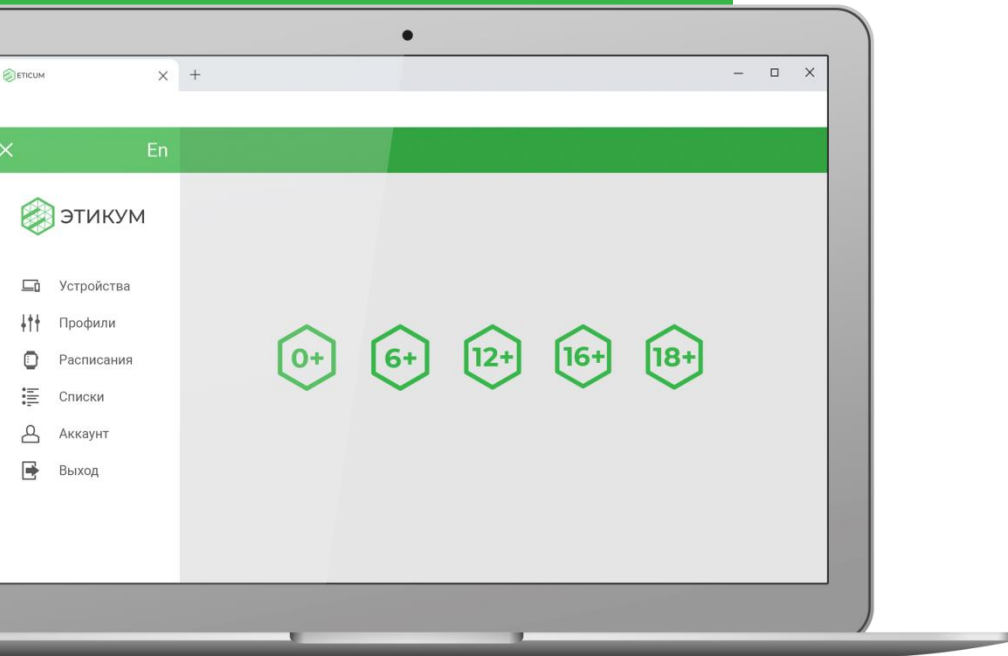 ETICUM
En
ЭТИКУМ
Устройства
Профили
Расписания
Списки
Аккаунт
Выход
0+ 6+ 12+ 16+ 18+